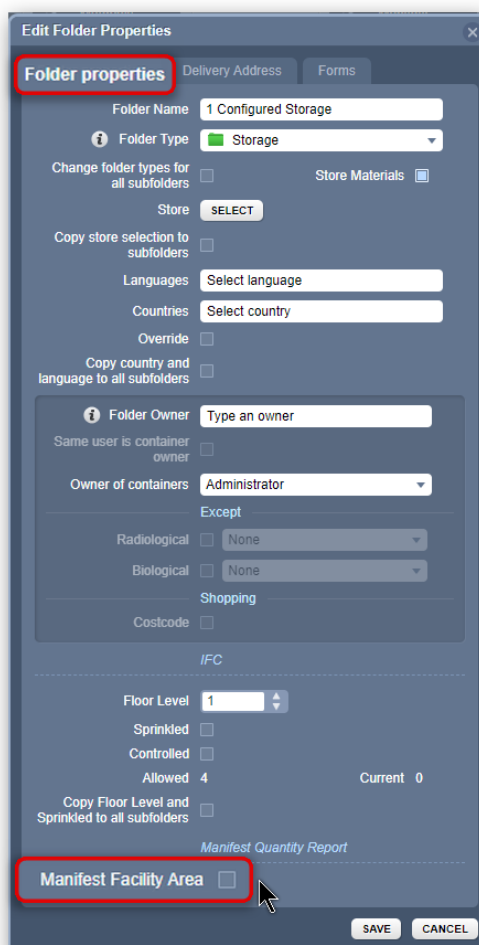 Edit Folder Properties
Folder properties Delivery Address Forms
Folder Name 1 Configured Storage
i Folder Type Storage
Change folder types for
all subfolders Store Materials
Store SELECT
Copy store selection to
subfolders
Languages Select language
Countries Select country
Override
Copy country and
language to all subfolders
i Folder Owner Type an owner
Same user is container
owner
Owner of containers Administrator
Except
Radiological None
Biological None
Shopping
Costcode
IFC
Floor Level 1
Sprinkled
Controlled
Allowed 4 Current 0
Copy Floor Level and
Sprinkled to all subfolders
Manifest Quantity Report
Manifest Facility Area
SAVE CANCEL